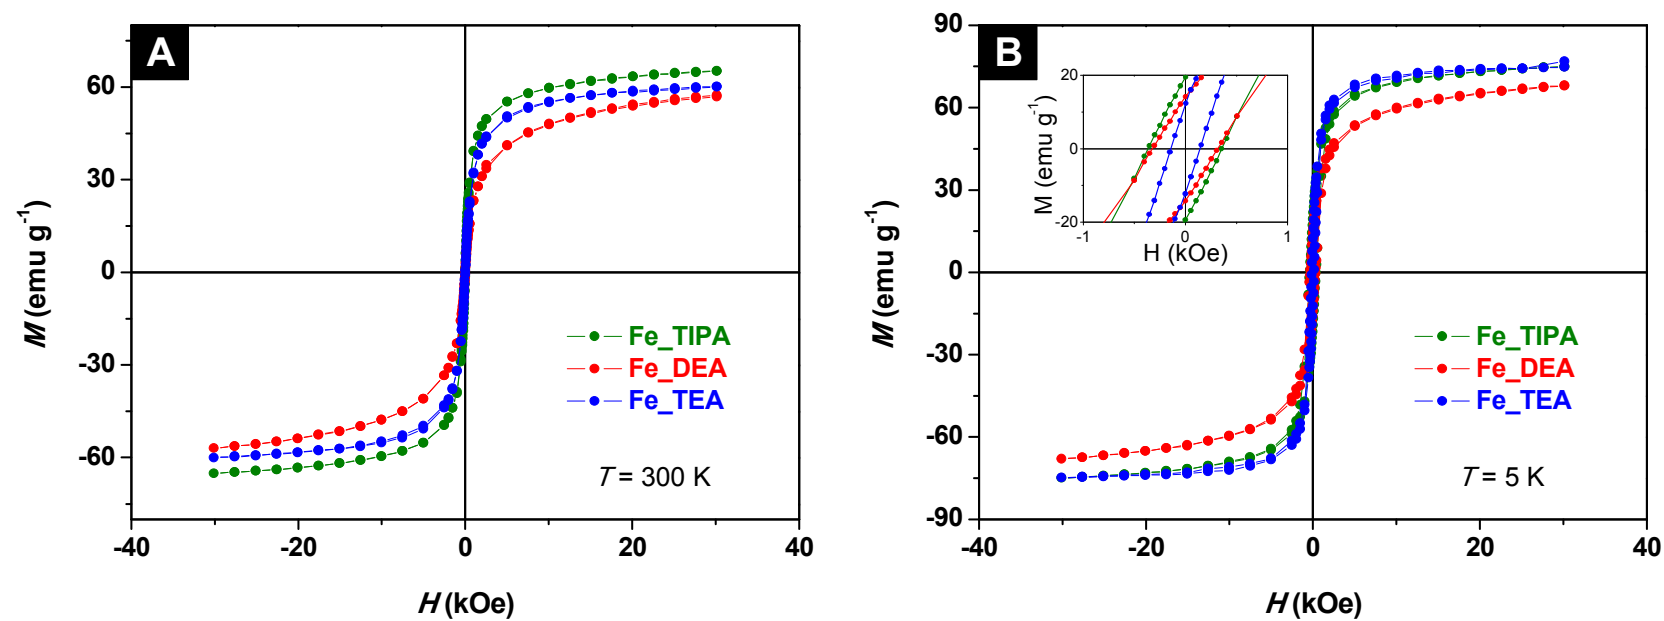 A
60
30
0
-30
-60
M (emu g-1)
Fe_TIPA
Fe_DEA
Fe_TEA
T = 300 K
-40
-20
0
20
40
H (kOe)
B
90
60
30
0
-30
-60
-90
M (emu g-1)
20
0
-20
M (emu g-1)
-1
0
1
H (kOe)
Fe_TIPA
Fe_DEA
Fe_TEA
T = 5 K
-40
-20
0
20
40
H (kOe)